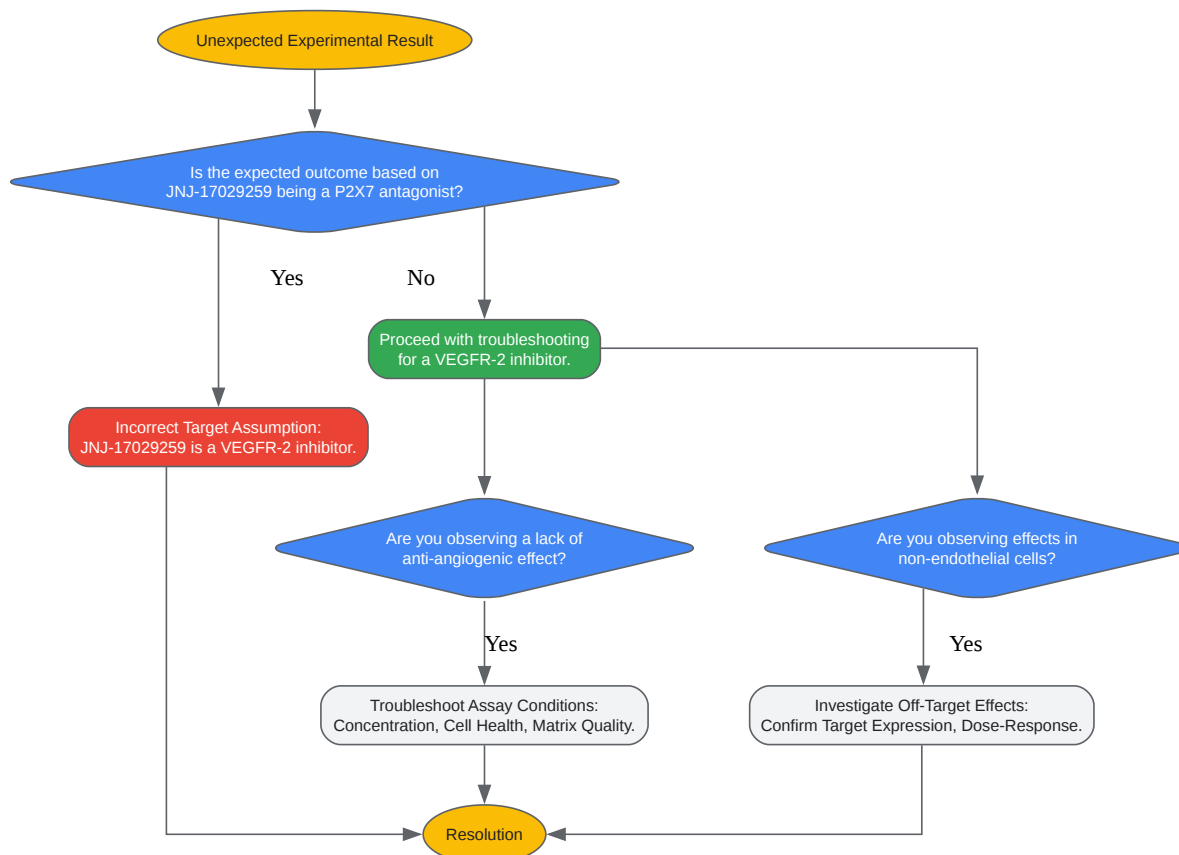 Unexpected Experimental Result
Is the expected outcome based on
JNJ-17029259 being a P2X7 antagonist?
Yes
No
Proceed with troubleshooting
for a VEGFR-2 inhibitor.
Incorrect Target Assumption:
JNJ-17029259 is a VEGFR-2 inhibitor.
Are you observing a lack of
anti-angiogenic effect?
Are you observing effects in
non-endothelial cells?
Yes
Yes
Troubleshoot Assay Conditions:
Concentration, Cell Health, Matrix Quality.
Investigate Off-Target Effects:
Confirm Target Expression, Dose-Response.
Resolution